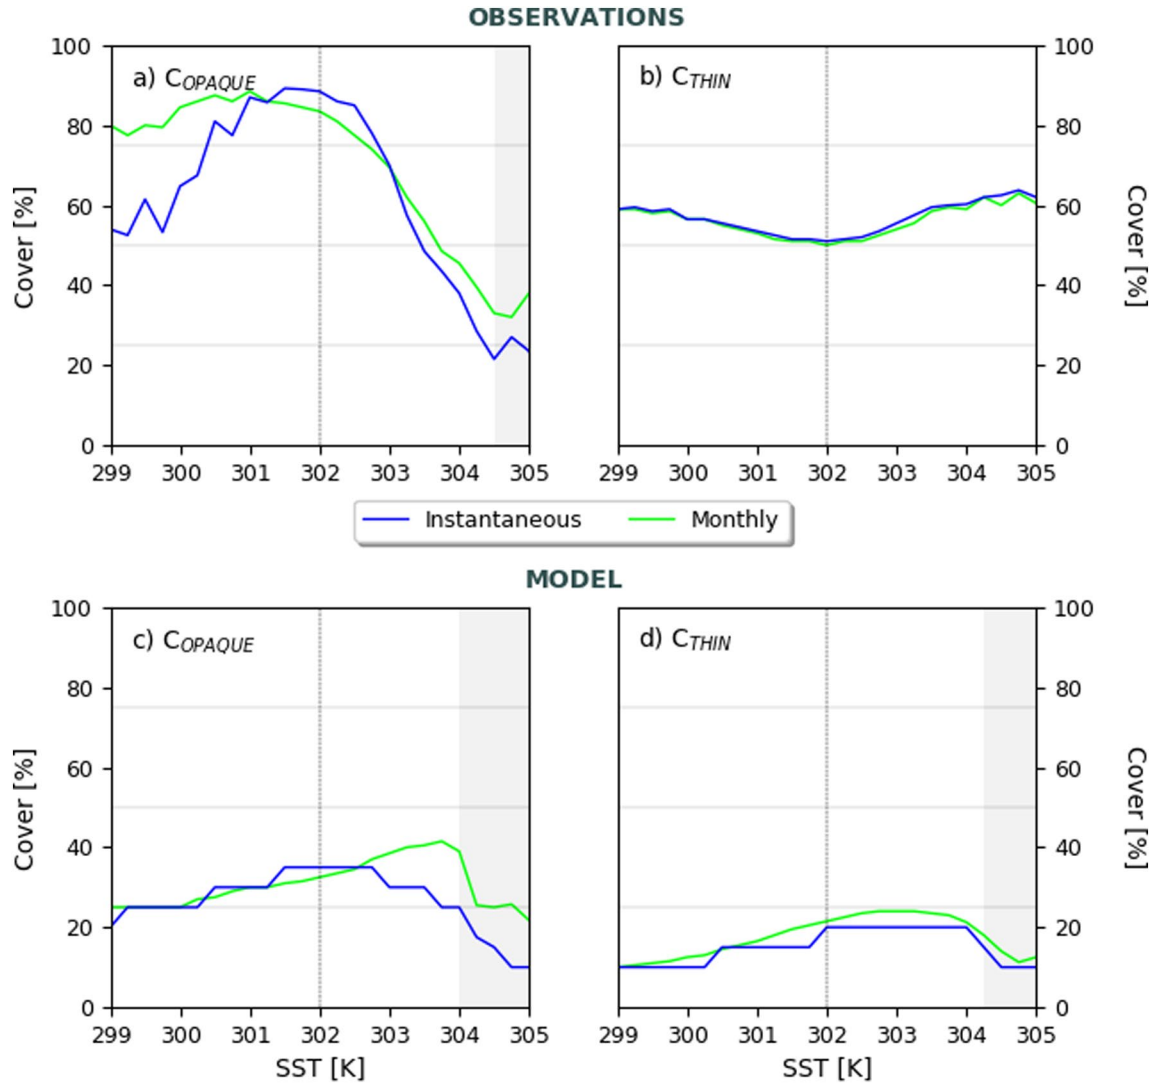 OBSERVATIONS
a) C_OPAQUE
b) C_THIN
100
80
60
40
20
0
Cover [%]
299 300 301 302 303 304 305
100
80
60
40
20
0
Cover [%]
299 300 301 302 303 304 305
Instantaneous Monthly
MODEL
c) C_OPAQUE
d) C_THIN
100
80
60
40
20
0
Cover [%]
299 300 301 302 303 304 305
SST [K]
100
80
60
40
20
0
Cover [%]
299 300 301 302 303 304 305
SST [K]